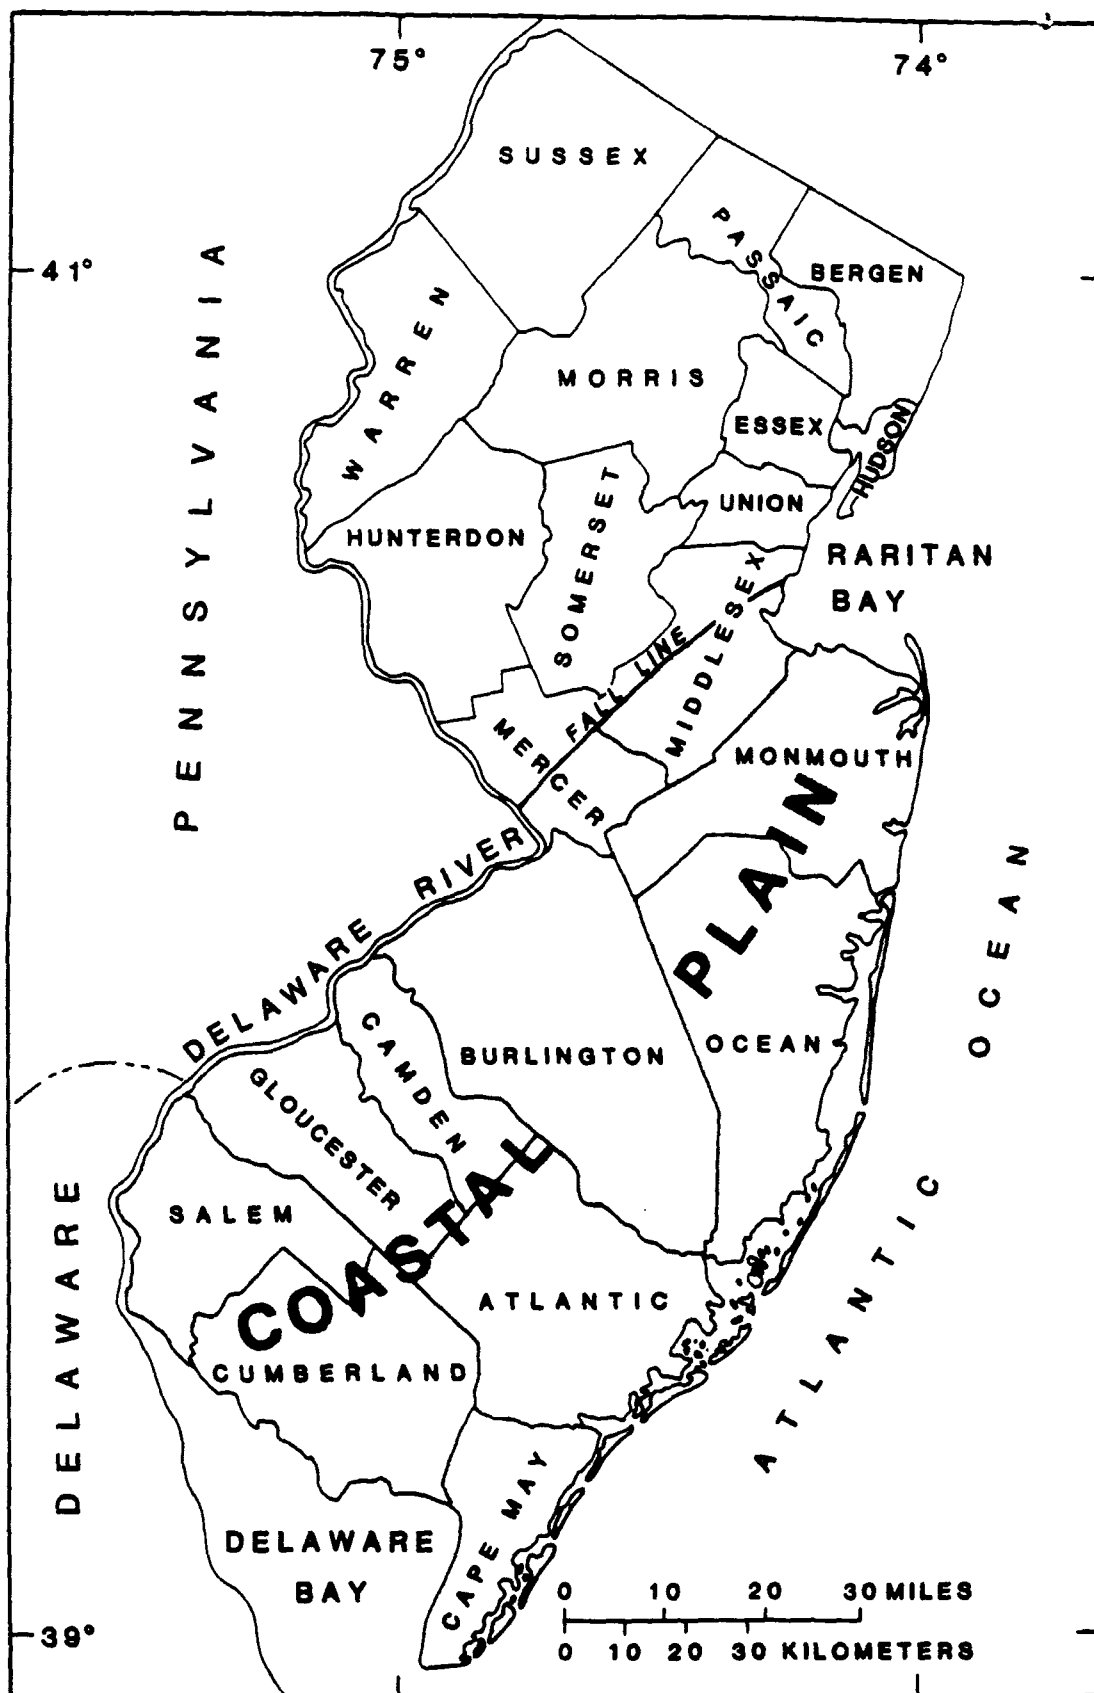 75°
74°
SUSSEX
PASSAIC
41°
BERGEN
WARREN
MORRIS
ESSEX
HUDSON
UNION
SOMERSET
HUNTERDON
RARITAN
BAY
PENNSYLVANIA
MIDDLESEX
FALL LINE
MERCER
MONMOUTH
DELAWARE RIVER
COASTAL PLAIN
OCEAN
CAMDEN
BURLINGTON
GLOUCESTER
SALEM
ATLANTIC
CUMBERLAND
DELAWARE
ATLANTIC OCEAN
CAPE MAY
DELAWARE
BAY
0 10 20 30 MILES
0 10 20 30 KILOMETERS
39°